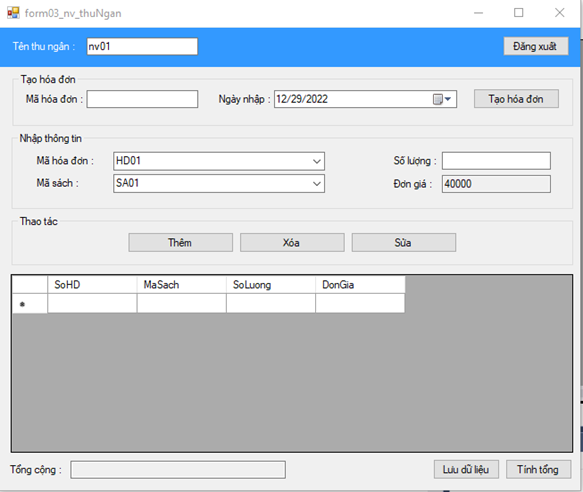 form03_nv_thuNgan
Tên thu ngân : nv01 Đăng xuất
Tạo hóa đơn
Mã hóa đơn : Ngày nhập : 12/29/2022 Tạo hóa đơn
Nhập thông tin
Mã hóa đơn : HD01 Số lượng :
Mã sách : SA01 Đơn giá : 40000
Thao tác
Thêm Xóa Sửa
SoHD MaSach SoLuong DonGia
Tổng cộng : Lưu dữ liệu Tính tổng